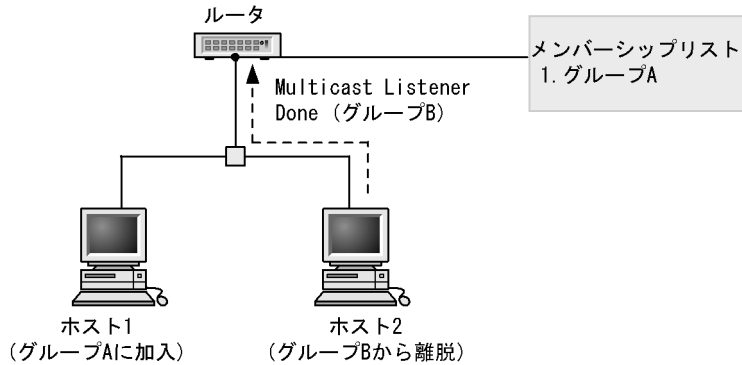 ルータ
メンバーシップリスト
1. グループA
Multicast Listener
Done (グループB)
ホスト1
(グループAに加入)
ホスト2
(グループBから離脱)